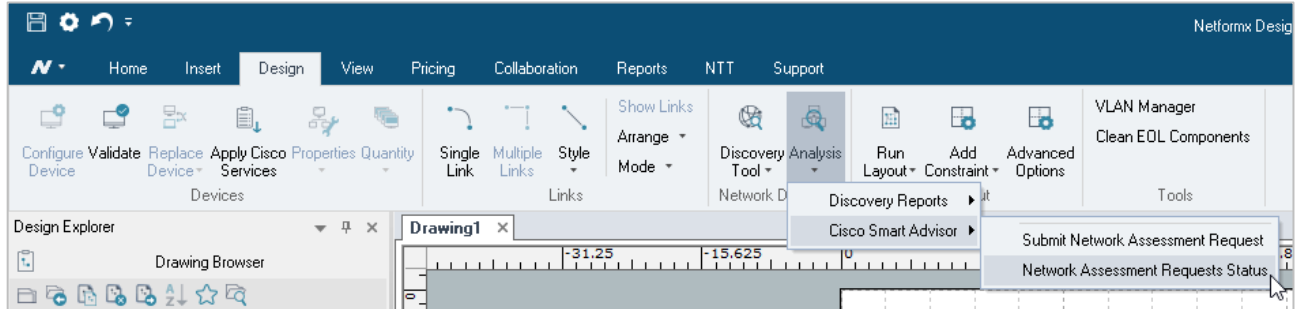 Netformx Desig
N Home Insert Design View Pricing Collaboration Reports NTT Support
Configure Device
Validate
Replace Device
Apply Cisco Services
Properties
Quantity
Devices
Single Link
Multiple Links
Style
Show Links
Arrange
Mode
Links
Discovery Tool
Analysis
Network D
Run Layout
Add Constraint
Advanced Options
ut
VLAN Manager
Clean EOL Components
Tools
Discovery Reports
Cisco Smart Advisor
Submit Network Assessment Request
Network Assessment Requests Status
Design Explorer
Drawing Browser
Drawing1
-31.25 -15.625 0 .8